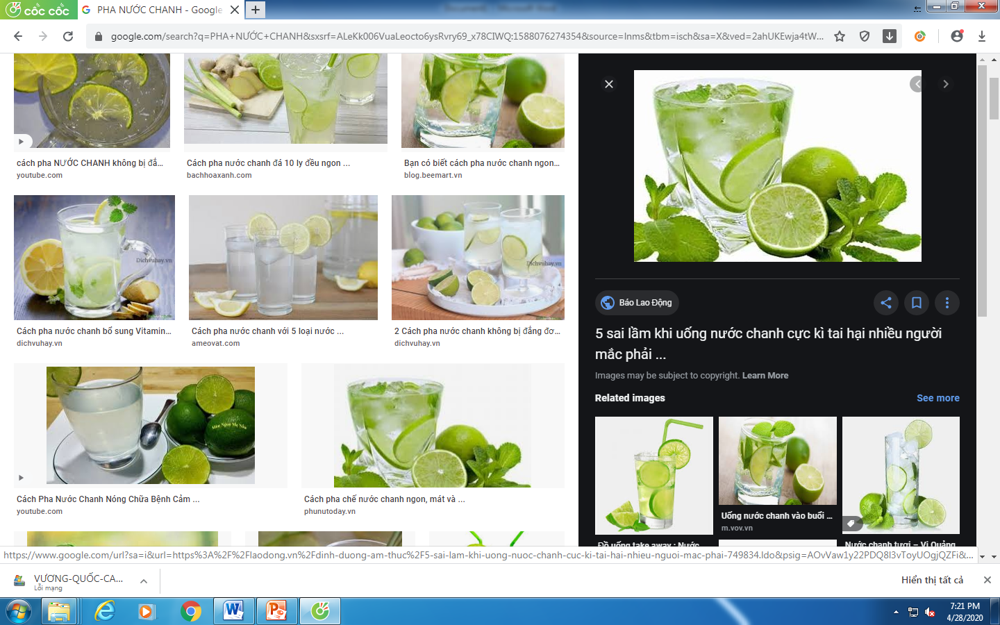 cốc cốc
PHA NƯỚC CHANH - Google
google.com/search?q=PHA+NƯỚC+CHANH&sxsrf=ALeKk006VuaLeocto6ysRvry69_x78CIWQ:1588076274354&source=lnms&tbm=isch&sa=X&ved=2ahUKEwja4tW...
cách pha NƯỚC CHANH không bị đắ...
youtube.com
Cách pha nước chanh đá 10 ly đều ngon ...
bachhoaxanh.com
Bạn có biết cách pha nước chanh ngon...
blog.beemart.vn
Dichvuhay.vn
Dichvuhay.vn
Cách pha nước chanh bổ sung Vitamin...
dichvuhay.vn
Cách pha nước chanh với 5 loại nước ...
ameovat.com
2 Cách pha nước chanh không bị đắng đơ...
dichvuhay.vn
Món Ngon Mẹ Nấu
Cách Pha Nước Chanh Nóng Chữa Bệnh Cảm ...
youtube.com
Cách pha chế nước chanh ngon, mát và ...
phunutoday.vn
Báo Lao Động
5 sai lầm khi uống nước chanh cực kì tai hại nhiều người
mắc phải ...
Images may be subject to copyright. Learn More
Related images
See more
Uống nước chanh vào buổi ...
m.vov.vn
Đồ uống take away : Nước
Nước chanh tươi – Vị Quảng
https://www.google.com/url?sa=i&url=https%3A%2F%2Flaodong.vn%2Fdinh-duong-am-thuc%2F5-sai-lam-khi-uong-nuoc-chanh-cuc-ki-tai-hai-nhieu-nguoi-mac-phai-749834.ldo&psig=AOvVaw1y22PDQ8l3vToyUOgjQZFi&...
VƯƠNG-QUỐC-CA....
Lỗi mạng
Hiển thị tất cả
7:21 PM
4/28/2020